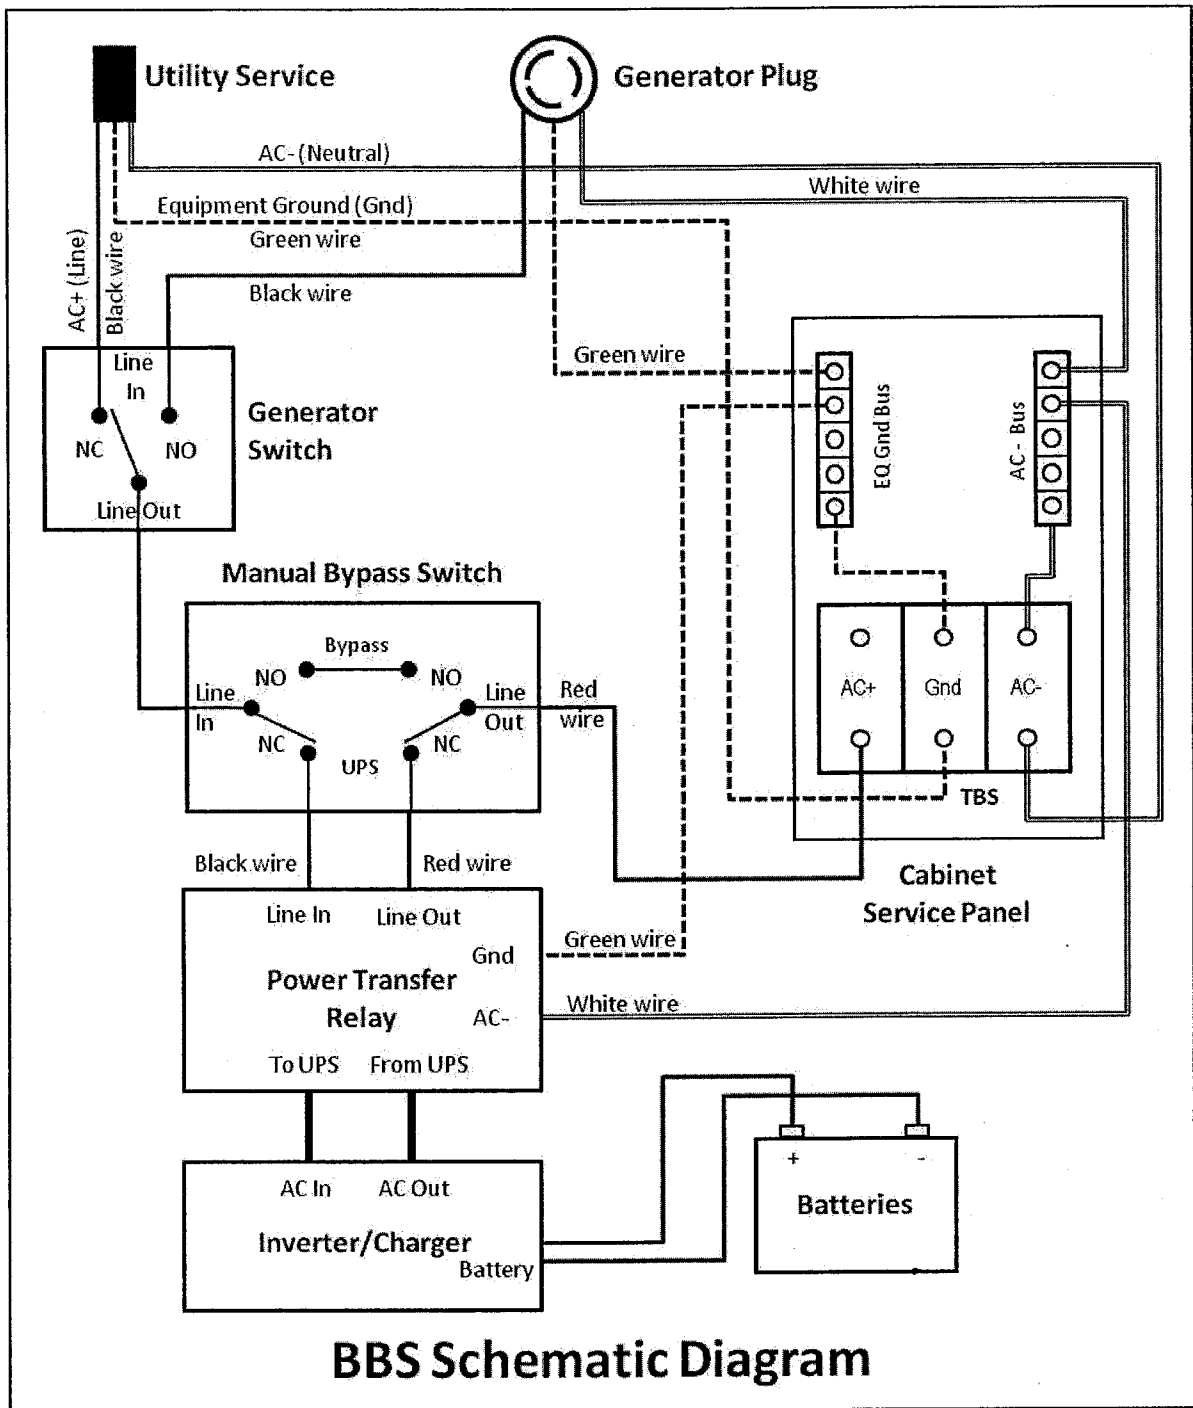 Utility Service
Generator Plug
AC- (Neutral)
White wire
Equipment Ground (Gnd)
Green wire
AC+ (Line)
Black wire
Black wire
Green wire
Line
In
NC
NO
Line Out
Generator
Switch
EQ Gnd Bus
AC - Bus
Manual Bypass Switch
Bypass
NO
NO
Line
In
Line
Out
Red
wire
NC
NC
UPS
AC+
Gnd
AC-
TBS
Black wire
Red wire
Cabinet
Service Panel
Line In
Line Out
Gnd
Green wire
Power Transfer
Relay
AC-
White wire
To UPS
From UPS
AC In
AC Out
Inverter/Charger
Battery
+
-
Batteries
BBS Schematic Diagram